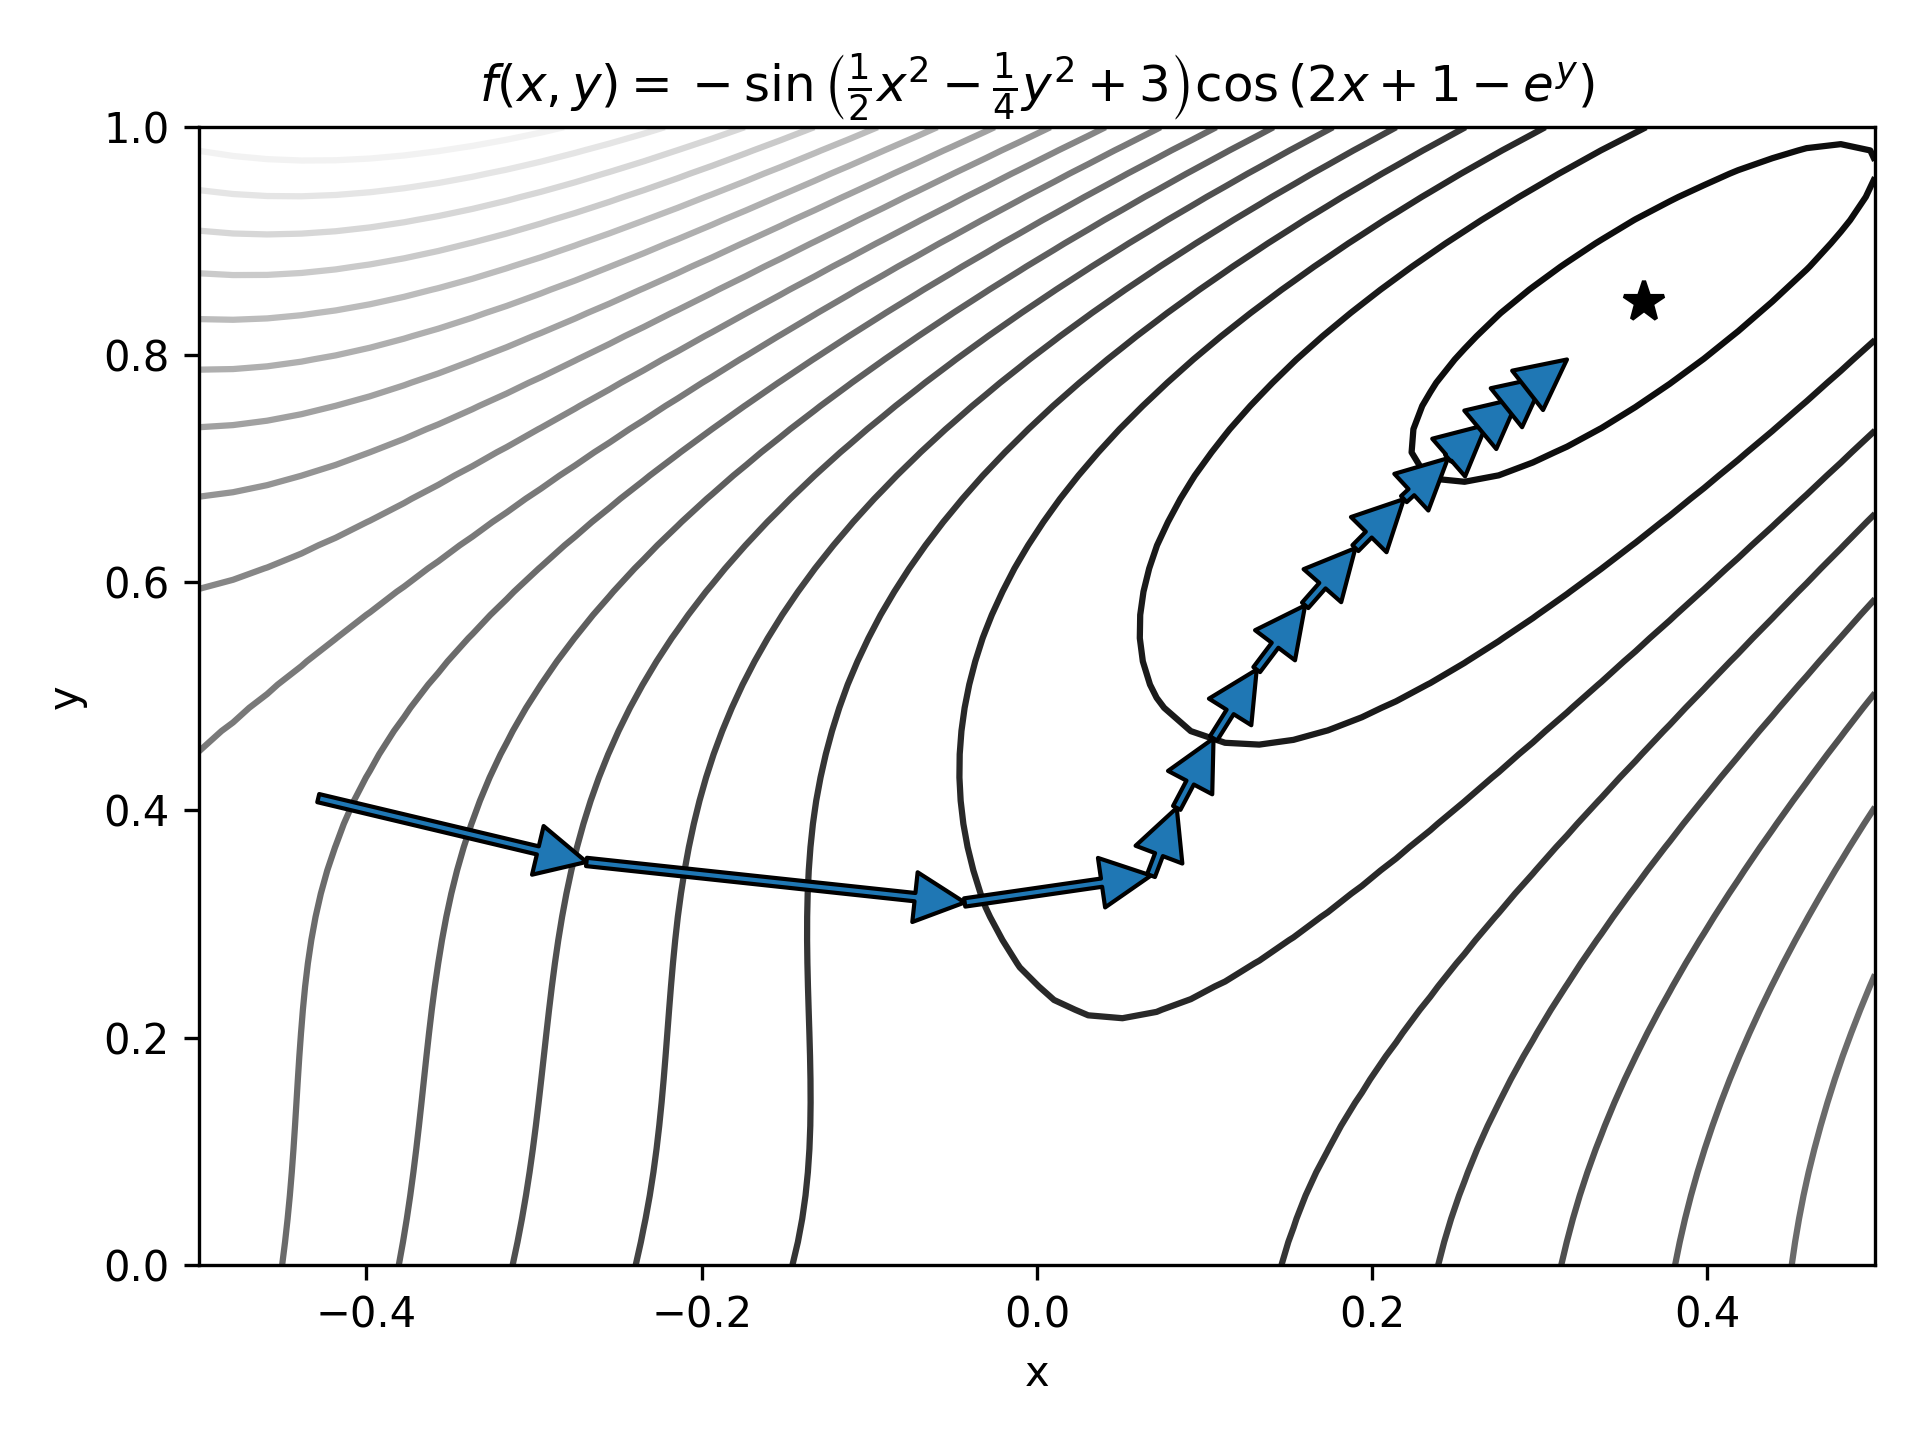 f(x, y) = − sin (½x² − ¼y² + 3)cos (2x + 1 − eʸ)
1.0
0.8
0.6
0.4
0.2
0.0
y
−0.4 −0.2 0.0 0.2 0.4
x